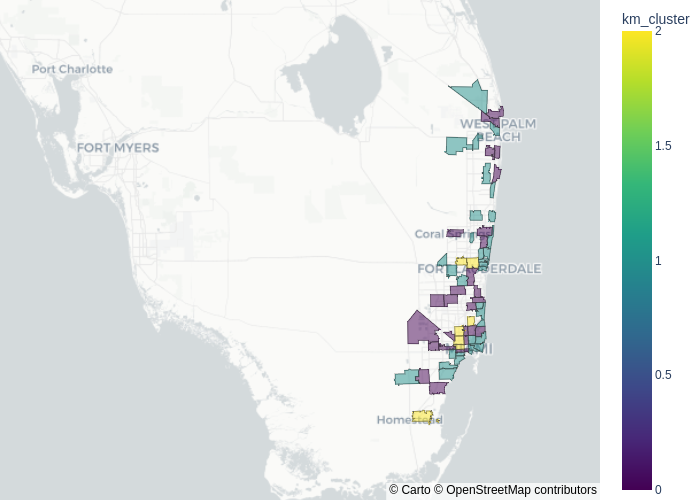 km_cluster
2
Port Charlotte
WEST PALM
BEACH
FORT MYERS
1.5
Coral
FORT LAUDERDALE
1
0.5
Homestead
0
© Carto © OpenStreetMap contributors